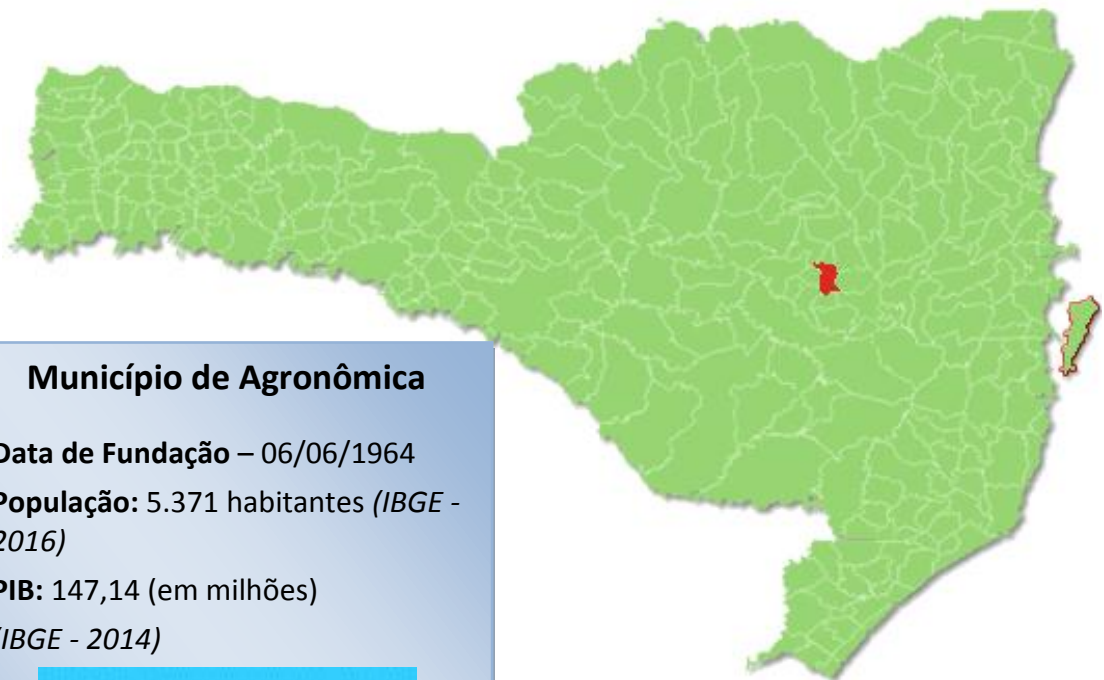 Município de Agronômica
Data de Fundação – 06/06/1964
População: 5.371 habitantes (IBGE -
2016)
PIB: 147,14 (em milhões)
(IBGE - 2014)